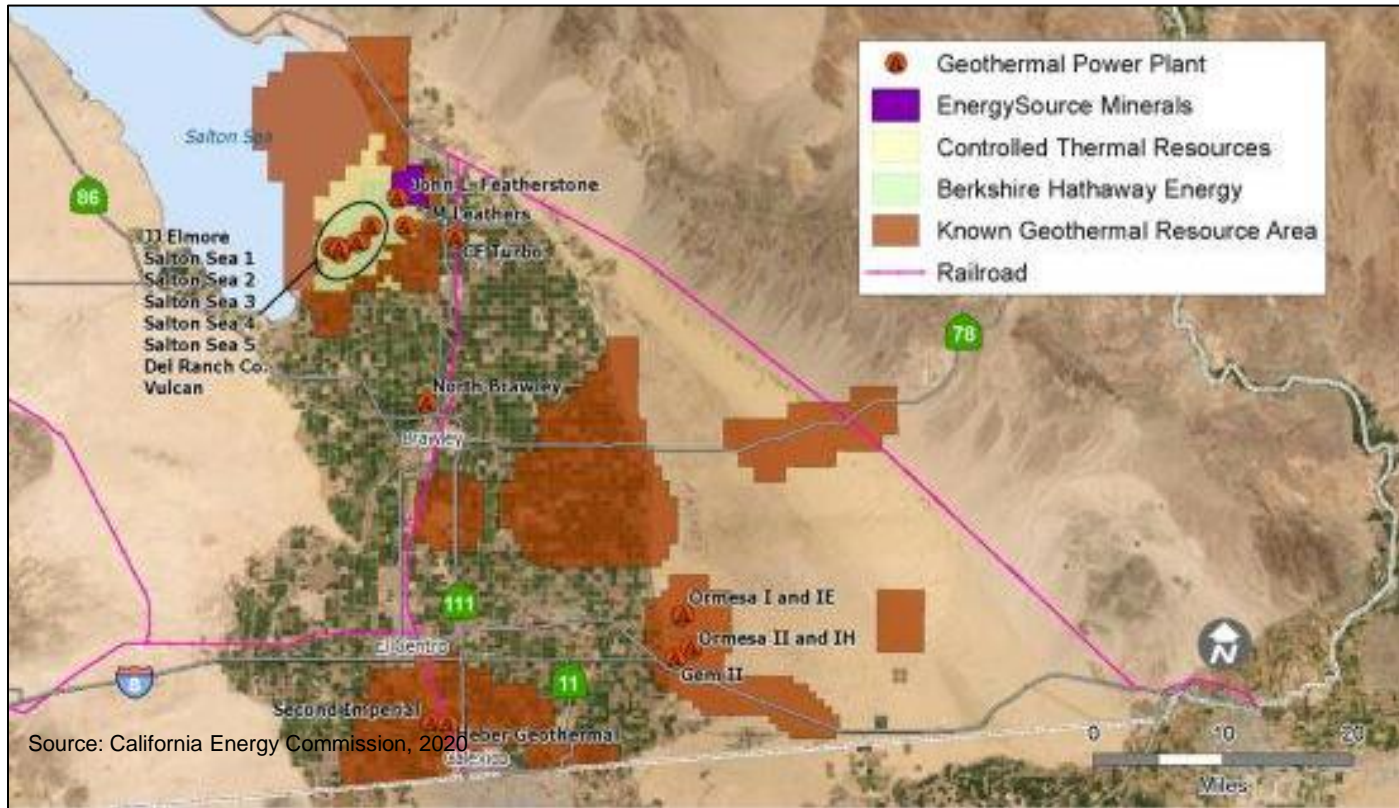 Geothermal Power Plant
EnergySource Minerals
Controlled Thermal Resources
Berkshire Hathaway Energy
Known Geothermal Resource Area
Railroad
Salton Sea
86
John L. Featherstone
JM Leathers
CE Turbo
JJ Elmore
Salton Sea 1
Salton Sea 2
Salton Sea 3
Salton Sea 4
Salton Sea 5
Del Ranch Co.
Vulcan
78
North Brawley
Brawley
111
Ormesa I and IE
Ormesa II and IH
Gem II
El Centro
8
11
N
Second Imperial
Heber Geothermal
Calexico
Source: California Energy Commission, 2020
0 10 20
Miles